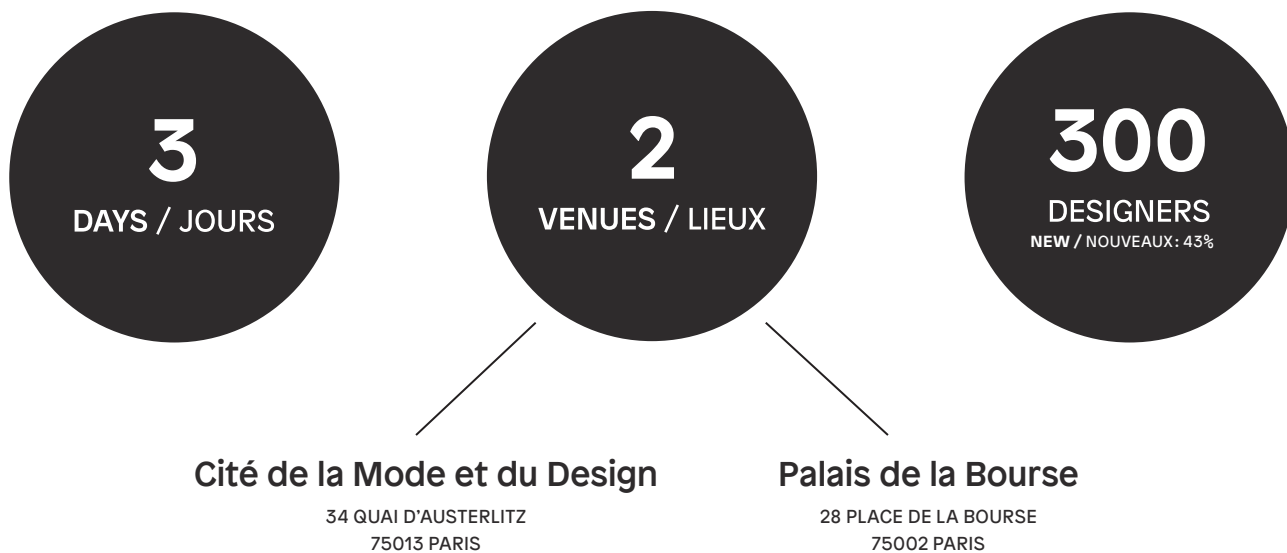 3
DAYS / JOURS
2
VENUES / LIEUX
300
DESIGNERS
NEW / NOUVEAUX: 43%
Cité de la Mode et du Design
34 QUAI D'AUSTERLITZ
75013 PARIS
Palais de la Bourse
28 PLACE DE LA BOURSE
75002 PARIS